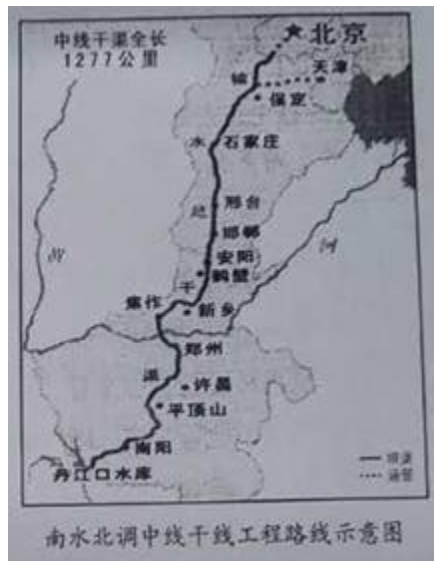 中线干渠全长
1277公里
北京
天津
保定
输
水
石家庄
邢台
总
邯郸
安阳
鹤壁
干
焦作
新乡
河
郑州
渠
许昌
平顶山
南阳
丹江口水库
明渠
南水北调中线干线工程路线示意图